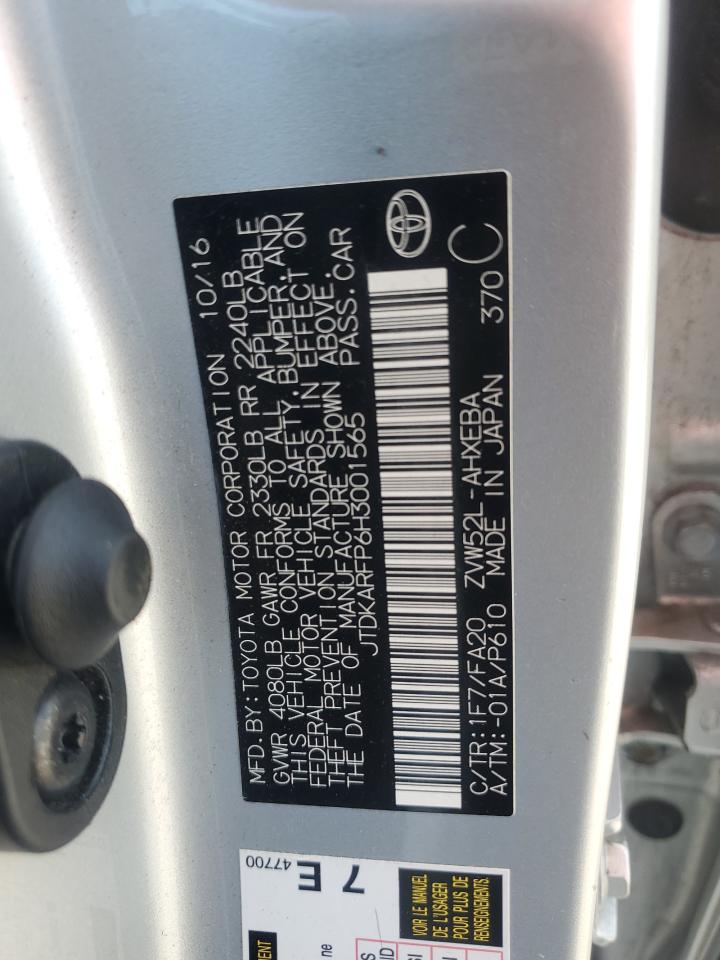 MFD. BY: TOYOTA MOTOR CORPORATION 10/16
GVWR 4080LB GAWR FR 2330LB RR 2240LB
THIS VEHICLE CONFORMS TO ALL APPLICABLE
FEDERAL MOTOR VEHICLE SAFETY, BUMPER, AND
THEFT PREVENTION STANDARDS IN EFFECT ON
THE DATE OF MANUFACTURE SHOWN ABOVE.
JTDKARFP6H3001565 PASS. CAR
C/TR: 1F7/FA20 ZVW52L-AHXEBA
A/TM: -01A/P610 MADE IN JAPAN 370 C
47700
7 E
VOIR LE MANUEL
DE L'USAGER
POUR PLUS DE
RENSEIGNEMENTS.